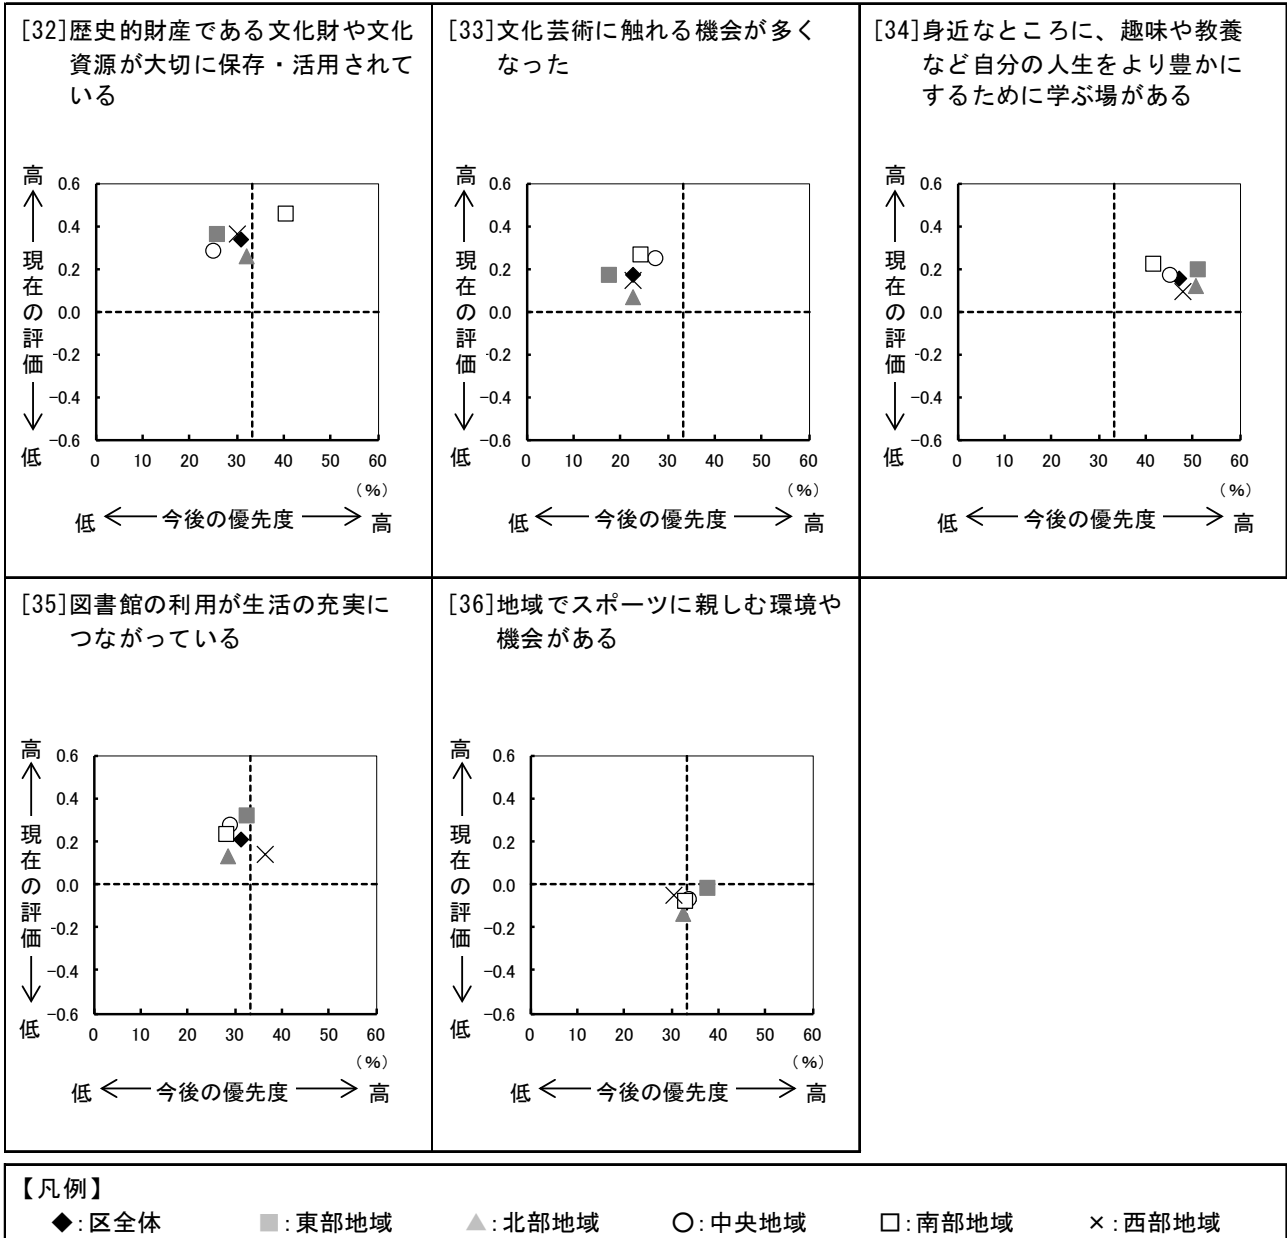 [32]歴史的財産である文化財や文化
資源が大切に保存・活用されて
いる
高
現在の評価
低
0.6
0.4
0.2
0.0
-0.2
-0.4
-0.6
0 10 20 30 40 50 60
(%)
低 今後の優先度 高
[33]文化芸術に触れる機会が多く
なった
高
現在の評価
低
0.6
0.4
0.2
0.0
-0.2
-0.4
-0.6
0 10 20 30 40 50 60
(%)
低 今後の優先度 高
[34]身近なところに、趣味や教養
など自分の人生をより豊かに
するために学ぶ場がある
高
現在の評価
低
0.6
0.4
0.2
0.0
-0.2
-0.4
-0.6
0 10 20 30 40 50 60
(%)
低 今後の優先度 高
[35]図書館の利用が生活の充実に
つながっている
高
現在の評価
低
0.6
0.4
0.2
0.0
-0.2
-0.4
-0.6
0 10 20 30 40 50 60
(%)
低 今後の優先度 高
[36]地域でスポーツに親しむ環境や
機会がある
高
現在の評価
低
0.6
0.4
0.2
0.0
-0.2
-0.4
-0.6
0 10 20 30 40 50 60
(%)
低 今後の優先度 高
【凡例】
◆:区全体 ■:東部地域 ▲:北部地域 ○:中央地域 □:南部地域 ×:西部地域